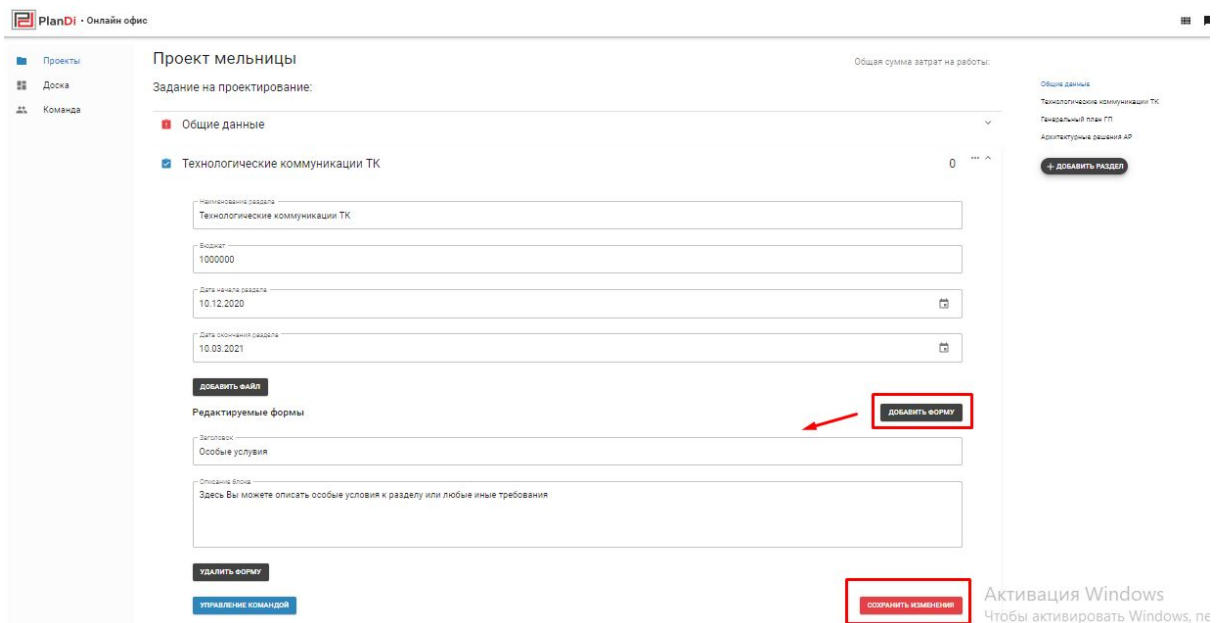 PlanDi · Онлайн офис
Проекты
Доска
Команда
Проект мельницы
Общая сумма затрат на работы:
Задание на проектирование:
Общие данные
Технологические коммуникации ТК
0
Наименование раздела
Технологические коммуникации ТК
Бюджет
1000000
Дата начала раздела
10.12.2020
Дата окончания раздела
10.03.2021
ДОБАВИТЬ ФАЙЛ
Редактируемые формы
ДОБАВИТЬ ФОРМУ
Заголовок
Особые услувия
Описание блока
Здесь Вы можете описать особые условия к разделу или любые иные требования
УДАЛИТЬ ФОРМУ
УПРАВЛЕНИЕ КОМАНДОЙ
СОХРАНИТЬ ИЗМЕНЕНИЯ
Общие данные
Технологические коммуникации ТК
Генеральный план ГП
Архитектурные решения АР
+ ДОБАВИТЬ РАЗДЕЛ
Активация Windows
Чтобы активировать Windows, пе